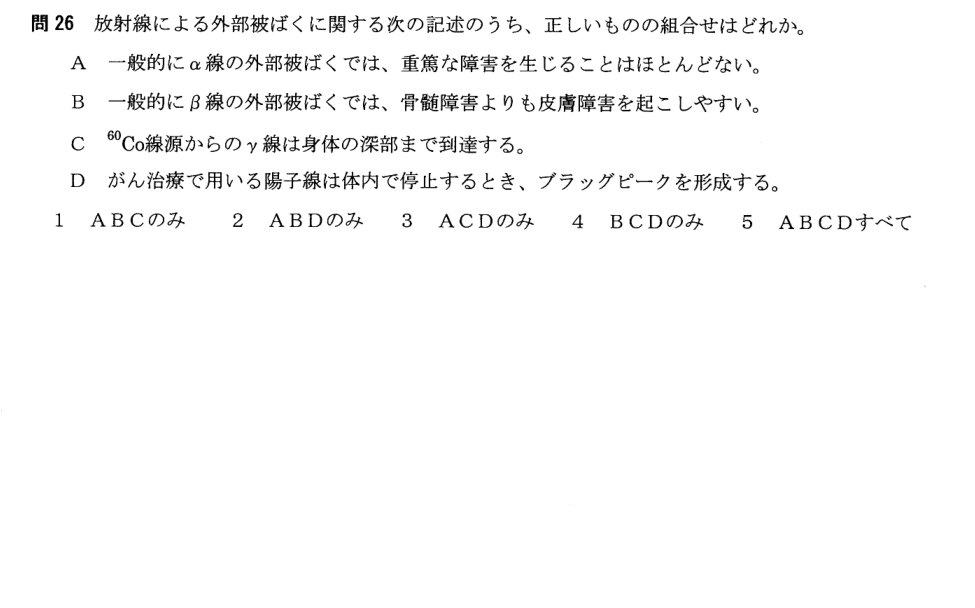 問 26 放射線による外部被ばくに関する次の記述のうち、正しいものの組合せはどれか。
A 一般的にα線の外部被ばくでは、重篤な障害を生じることはほとんどない。
B 一般的にβ線の外部被ばくでは、骨髄障害よりも皮膚障害を起こしやすい。
C ⁶⁰Co線源からのγ線は身体の深部まで到達する。
D がん治療で用いる陽子線は体内で停止するとき、ブラッグピークを形成する。
1 ABCのみ 2 ABDのみ 3 ACDのみ 4 BCDのみ 5 ABCDすべて